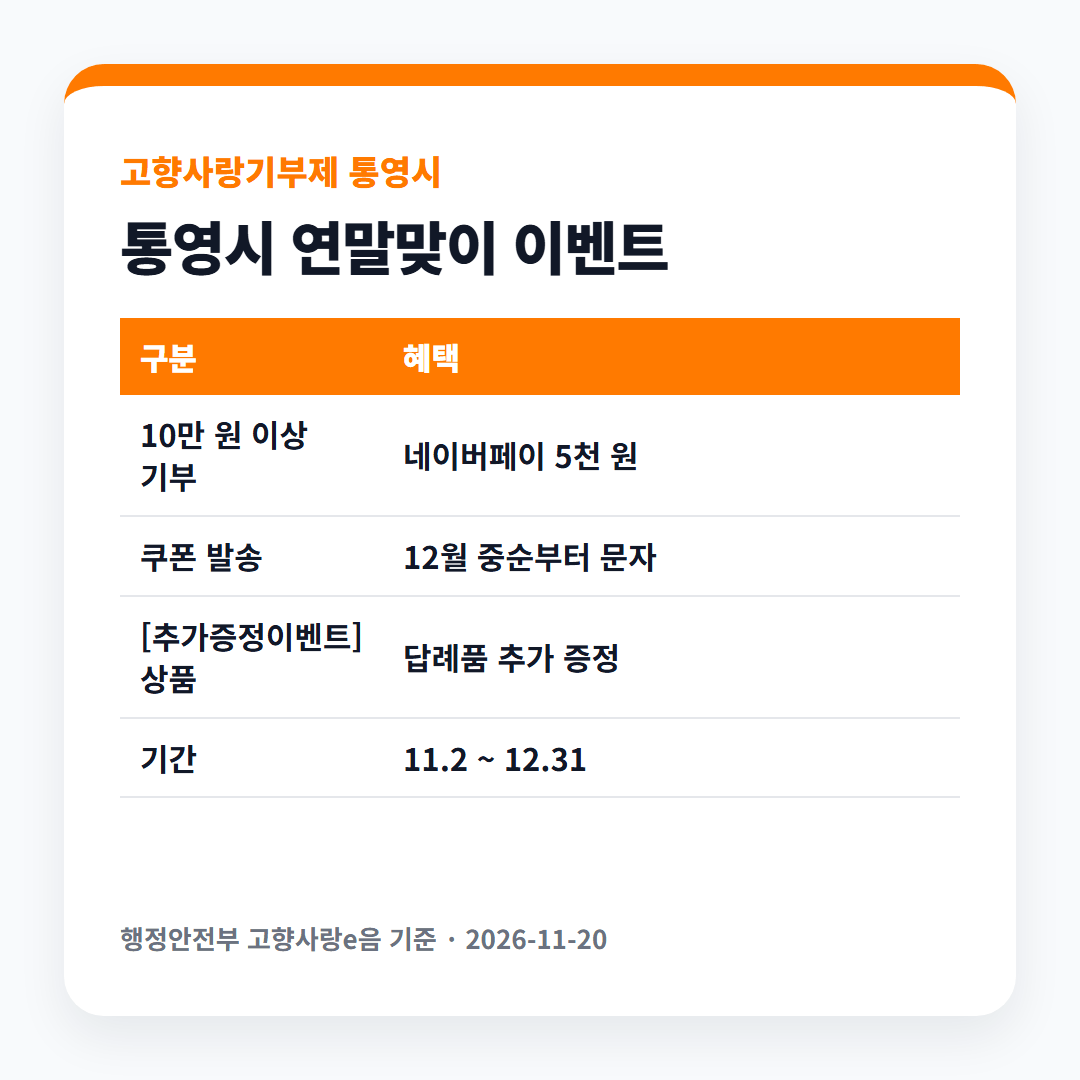 고향사랑기부제 통영시
통영시 연말맞이 이벤트
구분 혜택
10만 원 이상
기부
네이버페이 5천 원
쿠폰 발송 12월 중순부터 문자
[추가증정이벤트]
상품
답례품 추가 증정
기간 11.2 ~ 12.31
행정안전부 고향사랑e음 기준 · 2026-11-20